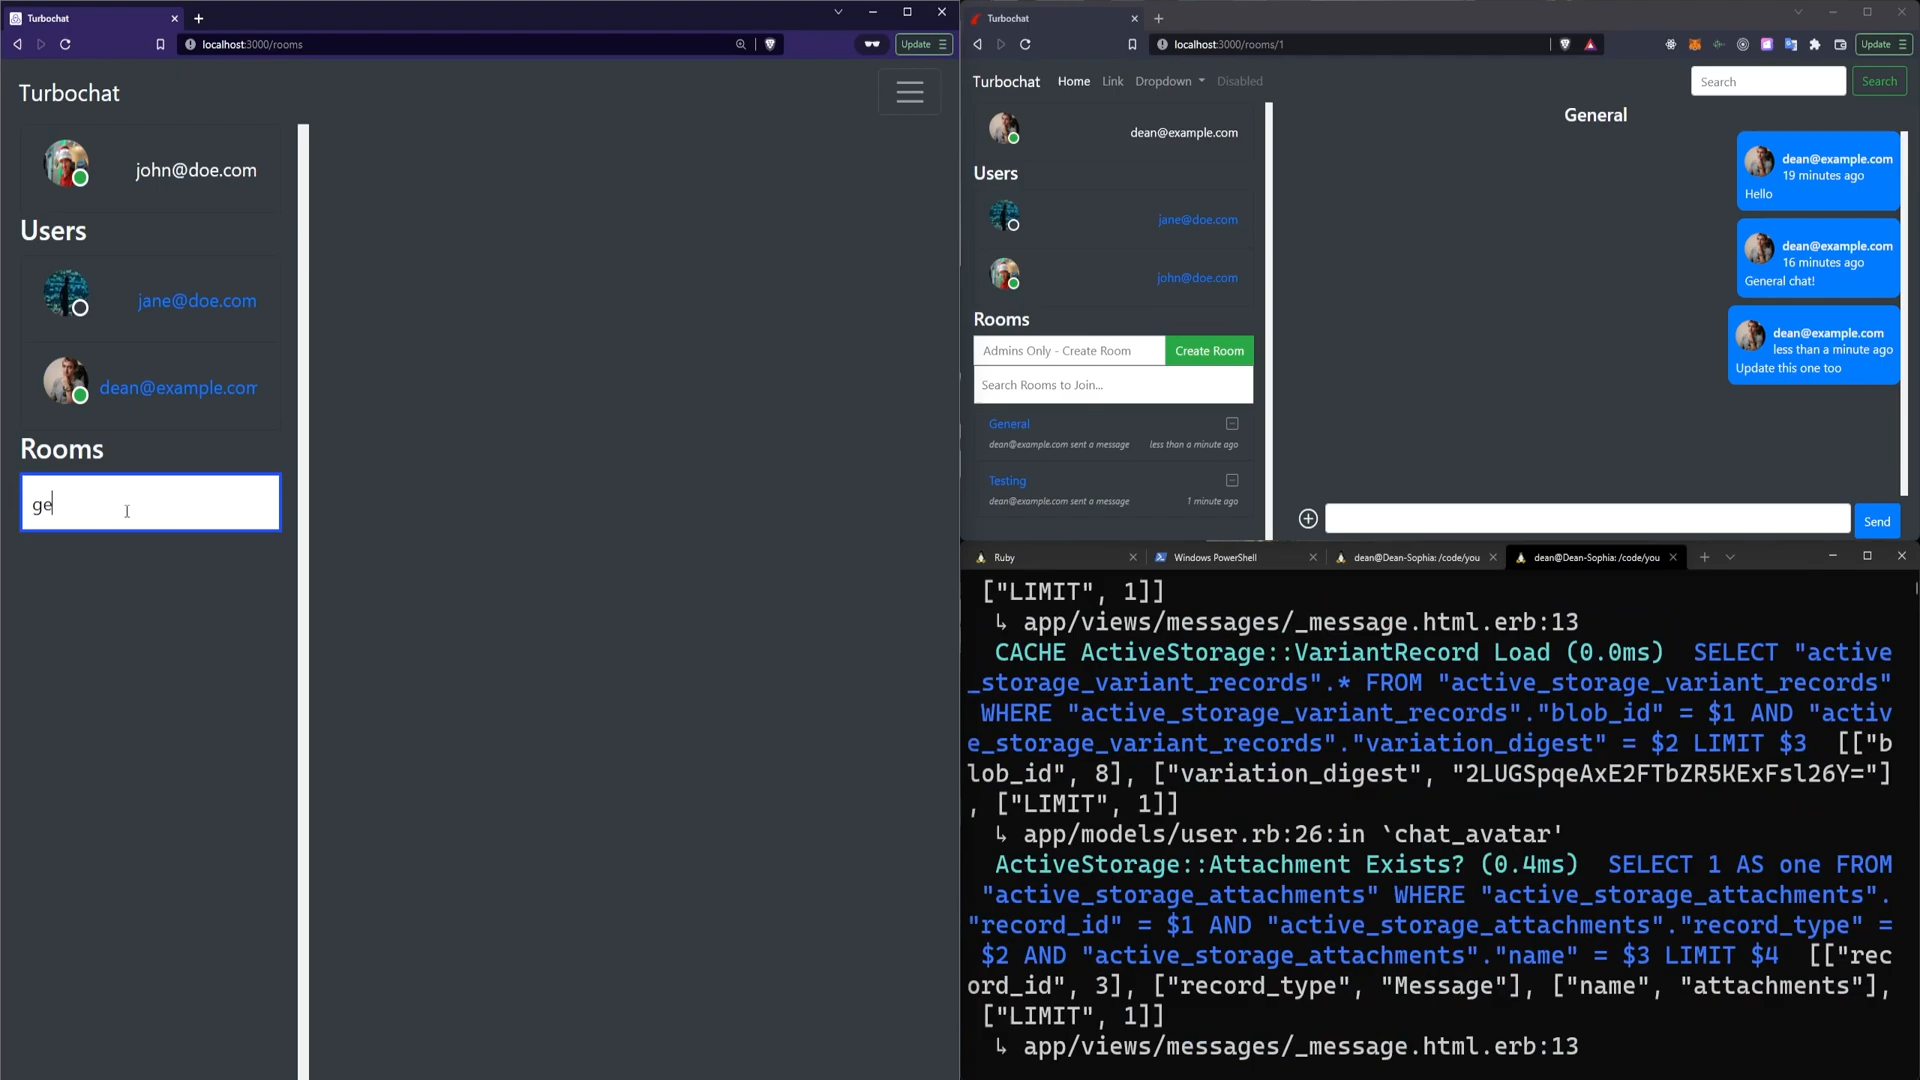 Turbochat
localhost:3000/rooms
Update
Turbochat
john@doe.com
Users
jane@doe.com
dean@example.com
Rooms
ge
Turbochat
localhost:3000/rooms/1
Update
Turbochat Home Link Dropdown Disabled
Search
Search
dean@example.com
Users
jane@doe.com
john@doe.com
Rooms
Admins Only - Create Room
Create Room
Search Rooms to Join...
General
dean@example.com sent a message less than a minute ago
Testing
dean@example.com sent a message 1 minute ago
General
dean@example.com
19 minutes ago
Hello
dean@example.com
16 minutes ago
General chat!
dean@example.com
less than a minute ago
Update this one too
Send
Ruby
Windows PowerShell
dean@Dean-Sophia: /code/you
dean@Dean-Sophia: /code/you
["LIMIT", 1]]
↳ app/views/messages/_message.html.erb:13
CACHE ActiveStorage::VariantRecord Load (0.0ms) SELECT "active
_storage_variant_records".* FROM "active_storage_variant_records"
WHERE "active_storage_variant_records"."blob_id" = $1 AND "activ
e_storage_variant_records"."variation_digest" = $2 LIMIT $3 [["b
lob_id", 8], ["variation_digest", "2LUGSpqeAxE2FTbZR5KExFsl26Y="]
, ["LIMIT", 1]]
↳ app/models/user.rb:26:in `chat_avatar'
ActiveStorage::Attachment Exists? (0.4ms) SELECT 1 AS one FROM
"active_storage_attachments" WHERE "active_storage_attachments".
"record_id" = $1 AND "active_storage_attachments"."record_type" =
$2 AND "active_storage_attachments"."name" = $3 LIMIT $4 [["rec
ord_id", 3], ["record_type", "Message"], ["name", "attachments"],
["LIMIT", 1]]
↳ app/views/messages/_message.html.erb:13